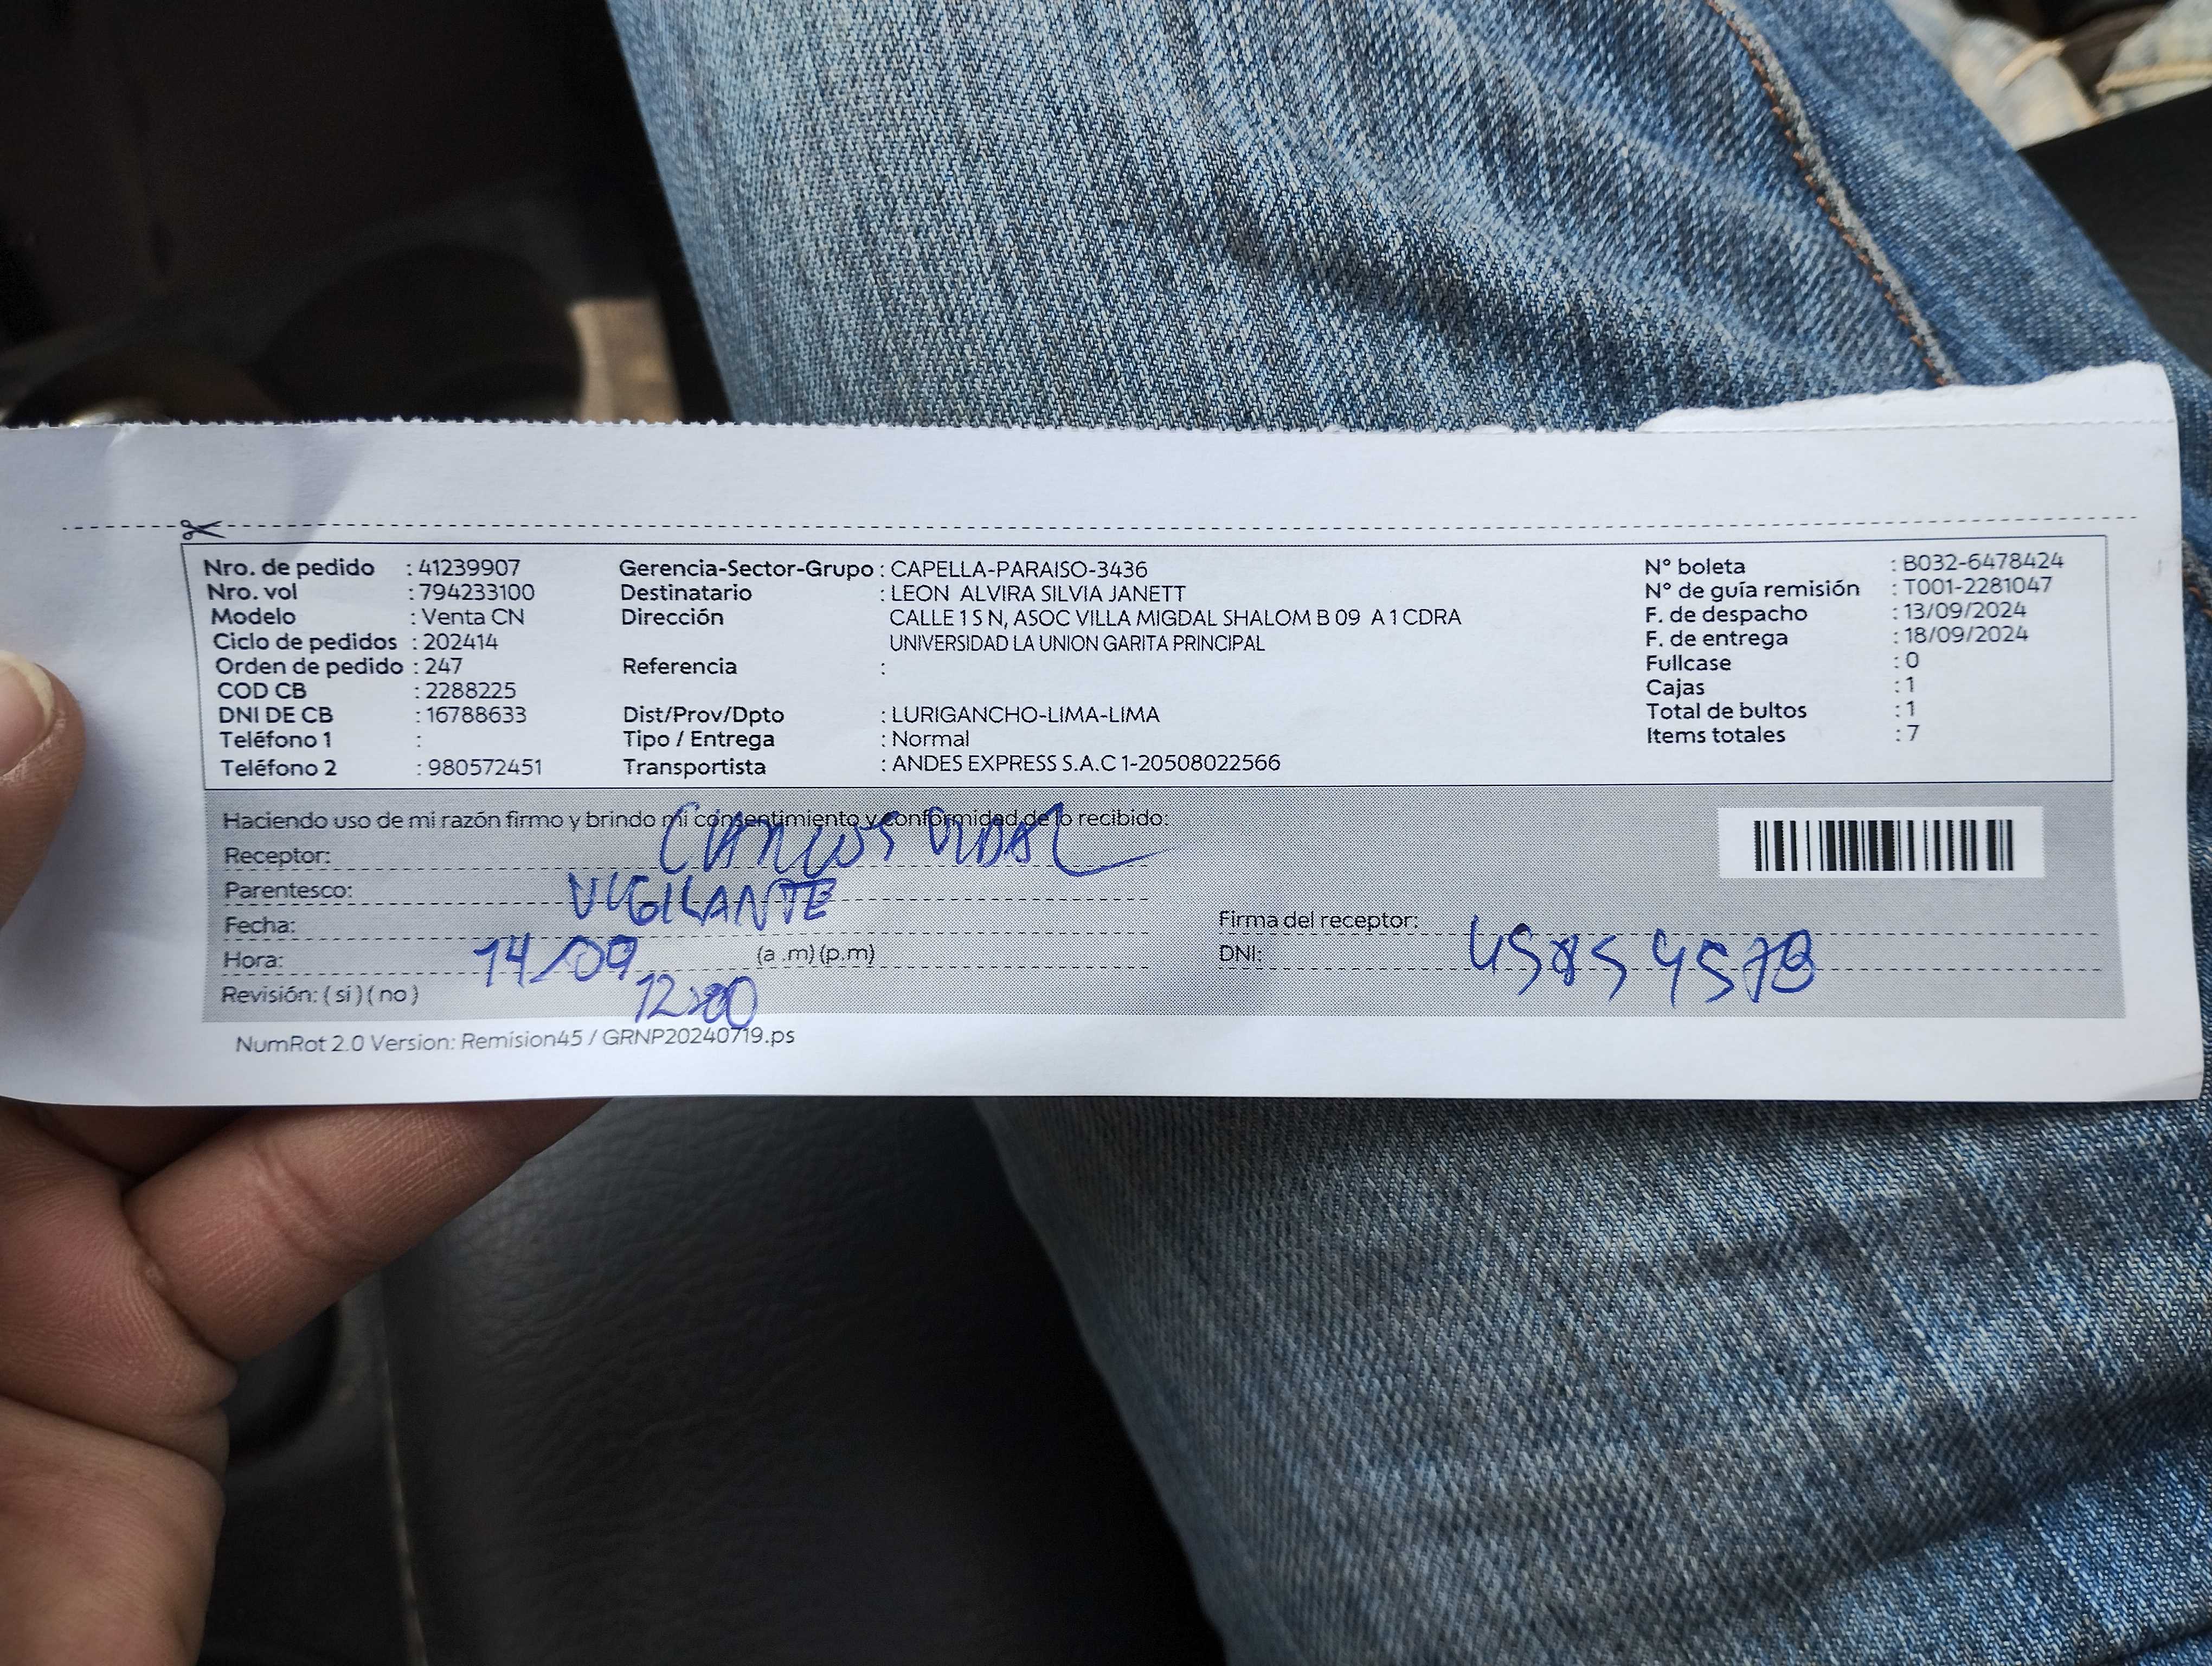 Nro. de pedido : 41239907
Nro. vol : 794233100
Modelo : Venta CN
Ciclo de pedidos : 202414
Orden de pedido : 247
COD CB : 2288225
DNI DE CB : 16788633
Teléfono 1 :
Teléfono 2 : 980572451
Gerencia-Sector-Grupo : CAPELLA-PARAISO-3436
Destinatario : LEON ALVIRA SILVIA JANETT
Dirección : CALLE 1 S N, ASOC VILLA MIGDAL SHALOM B 09 A 1 CDRA
UNIVERSIDAD LA UNION GARITA PRINCIPAL
Referencia :
Dist/Prov/Dpto : LURIGANCHO-LIMA-LIMA
Tipo / Entrega : Normal
Transportista : ANDES EXPRESS S.A.C 1-20508022566
N° boleta : B032-6478424
N° de guía remisión : T001-2281047
F. de despacho : 13/09/2024
F. de entrega : 18/09/2024
Fullcase : 0
Cajas : 1
Total de bultos : 1
Items totales : 7
Haciendo uso de mi razón firmo y brindo mi consentimiento y conformidad de lo recibido:
Receptor: CARLOS VIDAL
Parentesco: VIGILANTE
Fecha: 14/09
Hora: 12:00 (a .m) (p.m)
Revisión: ( si ) ( no )
Firma del receptor:
DNI:
NumRot 2.0 Version: Remision45 / GRNP20240719.ps